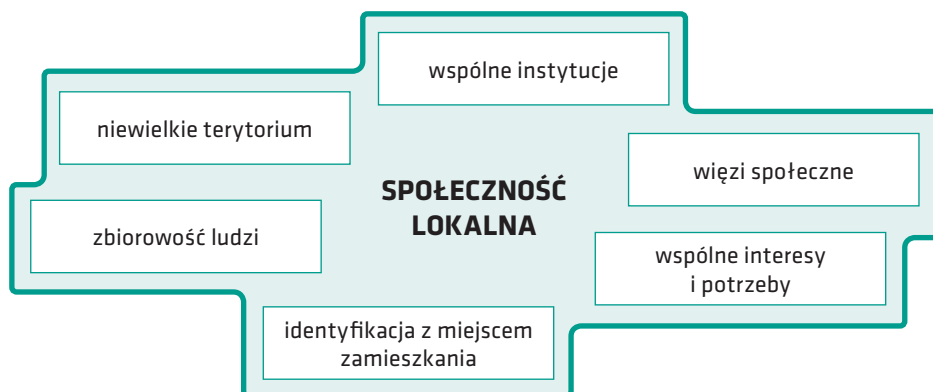 wspólne instytucje
niewielkie terytorium
więzi społeczne
SPOŁECZNOŚĆ
LOKALNA
zbiorowość ludzi
wspólne interesy
i potrzeby
identyfikacja z miejscem
zamieszkania